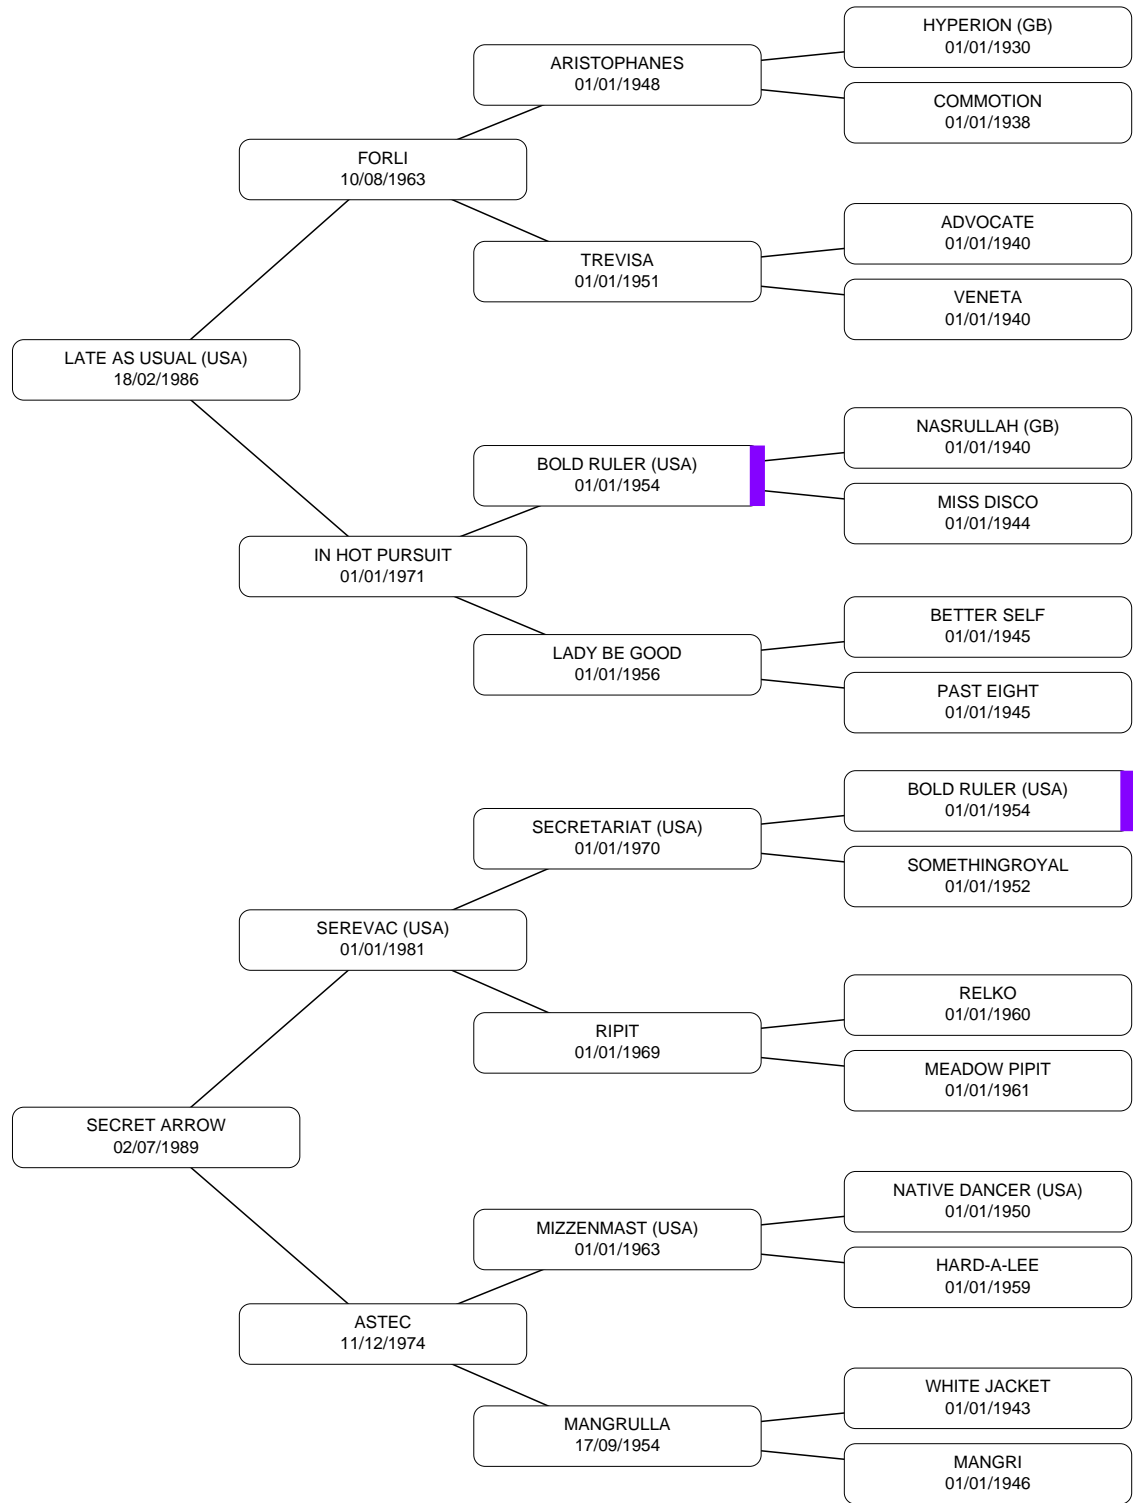 HYPERION (GB)
01/01/1930
ARISTOPHANES
01/01/1948
COMMOTION
01/01/1938
FORLI
10/08/1963
ADVOCATE
01/01/1940
TREVISA
01/01/1951
VENETA
01/01/1940
LATE AS USUAL (USA)
18/02/1986
NASRULLAH (GB)
01/01/1940
BOLD RULER (USA)
01/01/1954
MISS DISCO
01/01/1944
IN HOT PURSUIT
01/01/1971
BETTER SELF
01/01/1945
LADY BE GOOD
01/01/1956
PAST EIGHT
01/01/1945
BOLD RULER (USA)
01/01/1954
SECRETARIAT (USA)
01/01/1970
SOMETHINGROYAL
01/01/1952
SEREVAC (USA)
01/01/1981
RELKO
01/01/1960
RIPIT
01/01/1969
MEADOW PIPIT
01/01/1961
SECRET ARROW
02/07/1989
NATIVE DANCER (USA)
01/01/1950
MIZZENMAST (USA)
01/01/1963
HARD-A-LEE
01/01/1959
ASTEC
11/12/1974
WHITE JACKET
01/01/1943
MANGRULLA
17/09/1954
MANGRI
01/01/1946